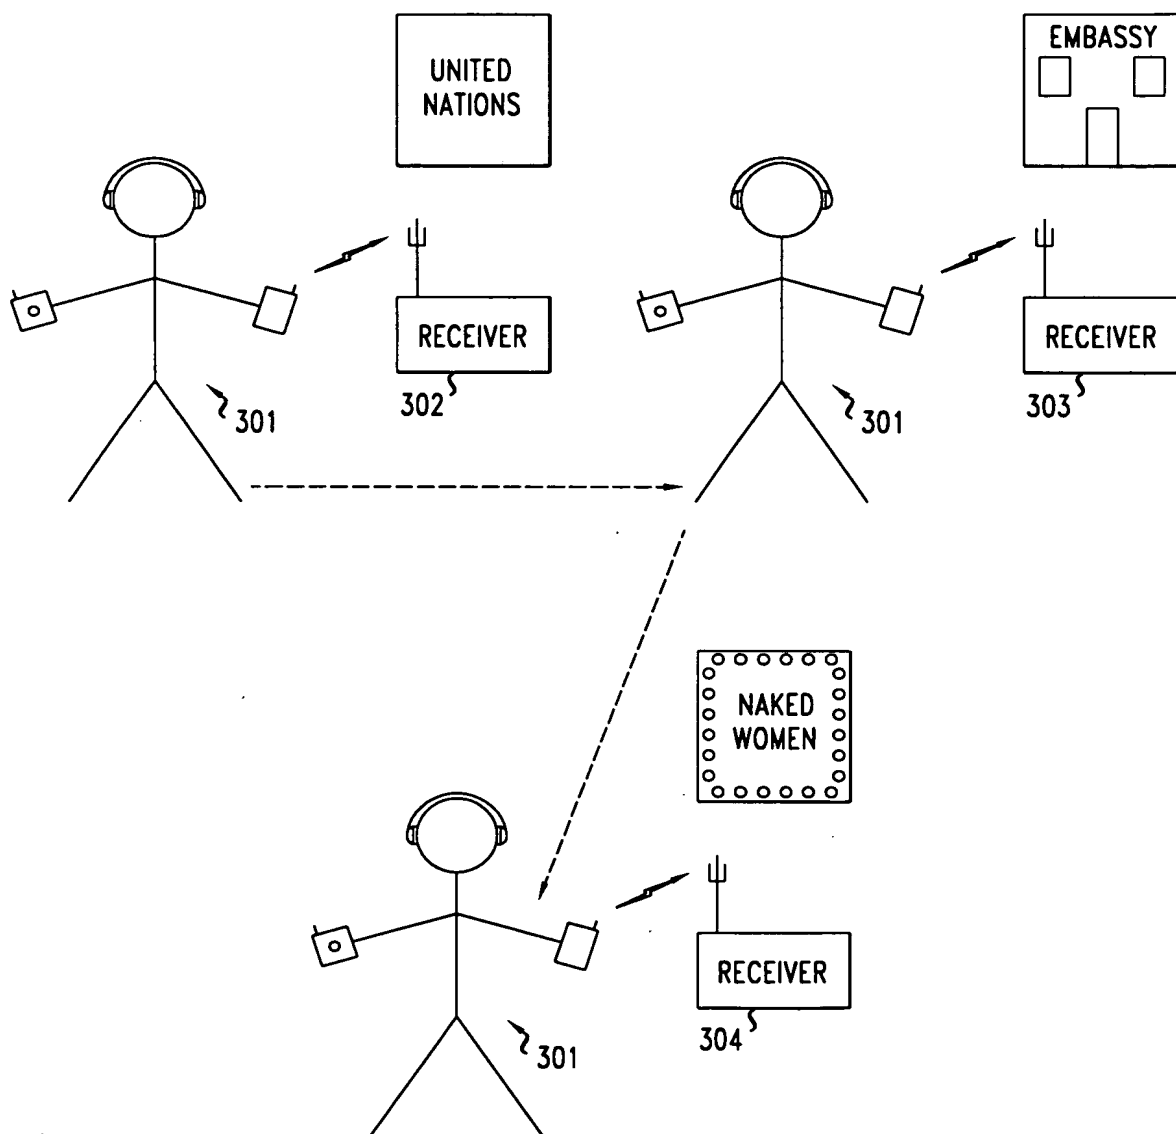 UNITED
NATIONS
EMBASSY
RECEIVER
302
301
RECEIVER
303
301
NAKED
WOMEN
RECEIVER
304
301